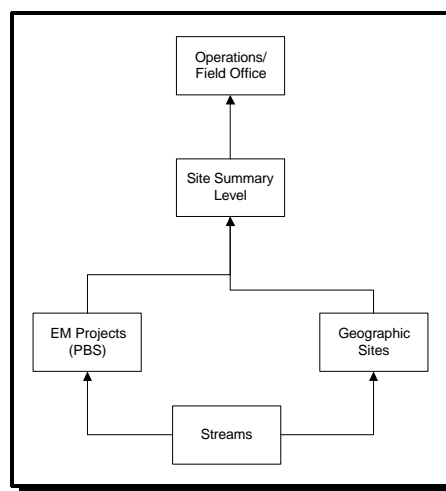 Operations/
Field Office
Site Summary
Level
EM Projects
(PBS)
Geographic
Sites
Streams